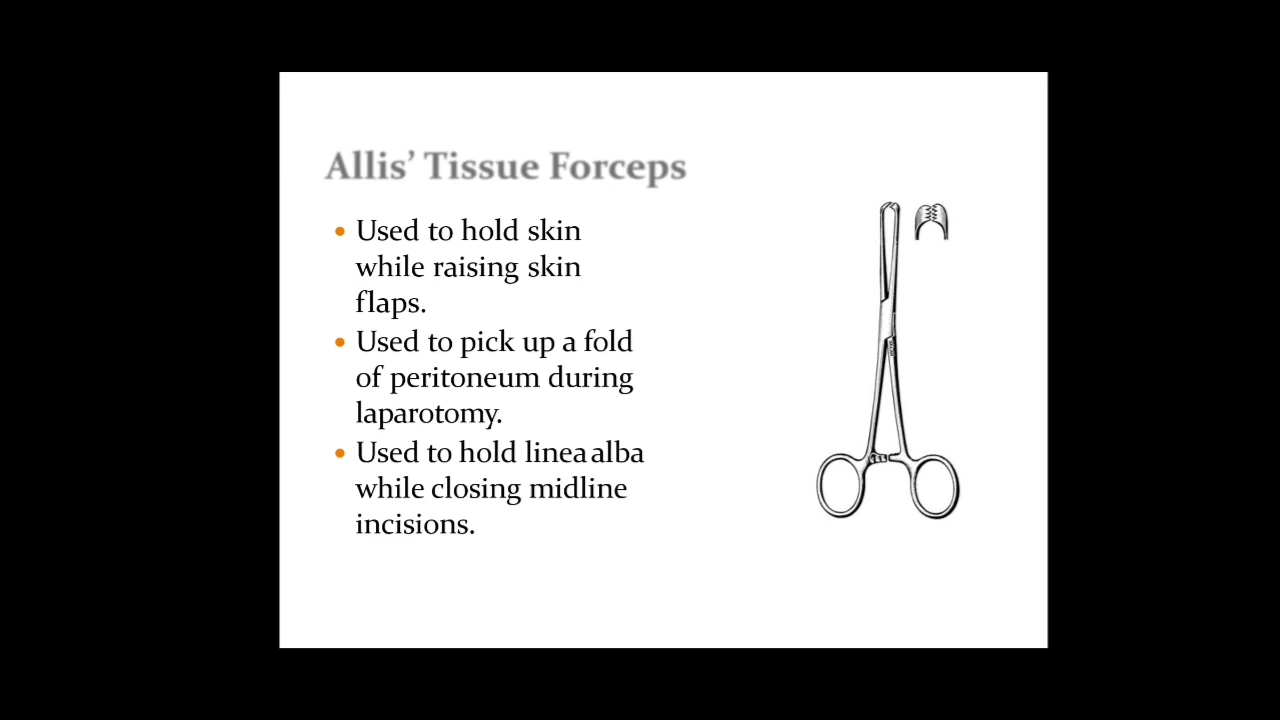 Allis’ Tissue Forceps
• Used to hold skin
while raising skin
flaps.
• Used to pick up a fold
of peritoneum during
laparotomy.
• Used to hold linea alba
while closing midline
incisions.